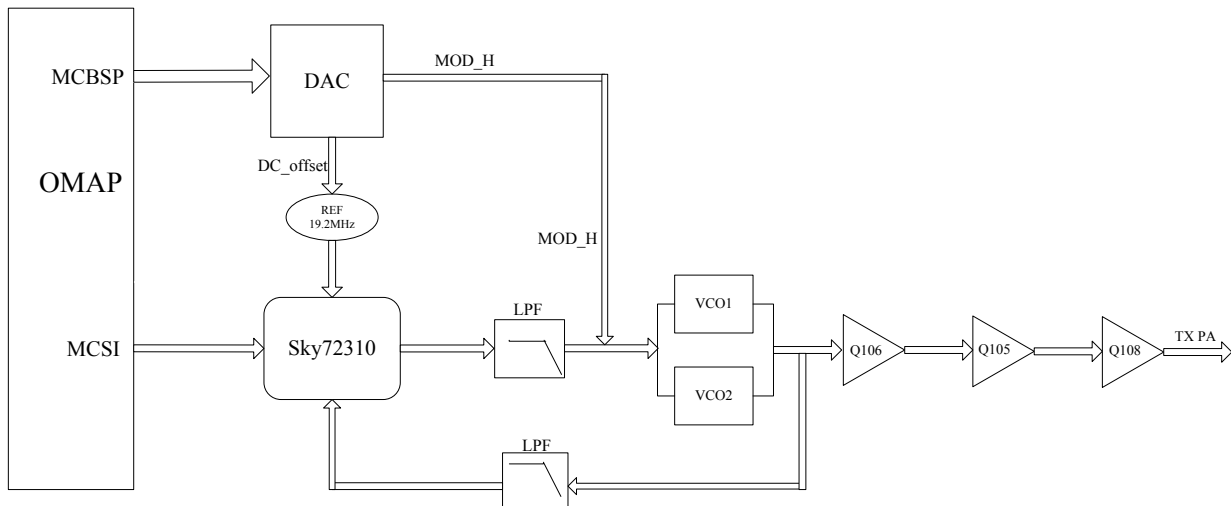 MCBSP
DAC
MOD_H
OMAP
DC_offset
REF
19.2MHz
MOD_H
MCSI
Sky72310
LPF
VCO1
VCO2
Q106
Q105
Q108
TX PA
LPF